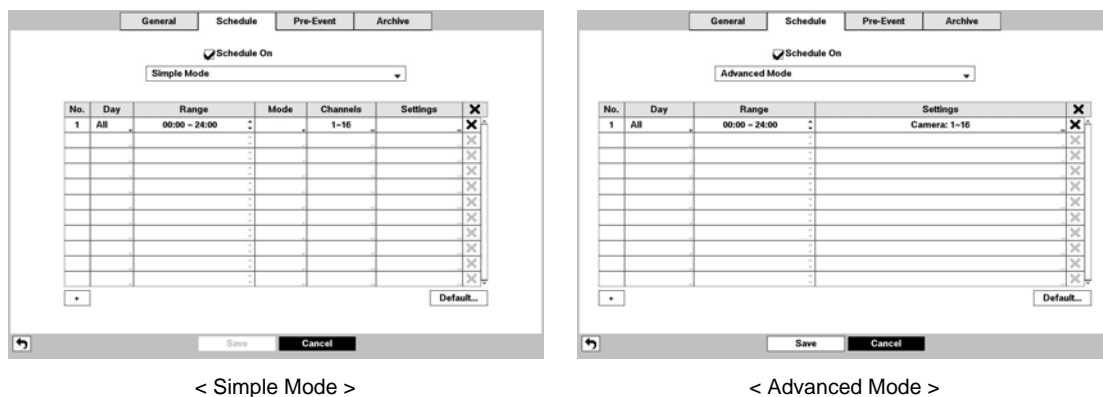 General Schedule Pre-Event Archive
Schedule On
Simple Mode
No. Day Range Mode Channels Settings
1 All 00:00 ~ 24:00 1~16
+ Default...
Save Cancel
< Simple Mode >
General Schedule Pre-Event Archive
Schedule On
Advanced Mode
No. Day Range Settings
1 All 00:00 ~ 24:00 Camera: 1~16
+ Default...
Save Cancel
< Advanced Mode >